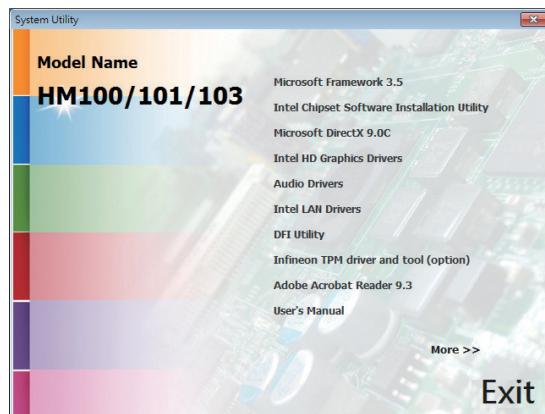 System Utility
Model Name
HM100/101/103
Microsoft Framework 3.5
Intel Chipset Software Installation Utility
Microsoft DirectX 9.0C
Intel HD Graphics Drivers
Audio Drivers
Intel LAN Drivers
DFI Utility
Infineon TPM driver and tool (option)
Adobe Acrobat Reader 9.3
User's Manual
More >>
Exit